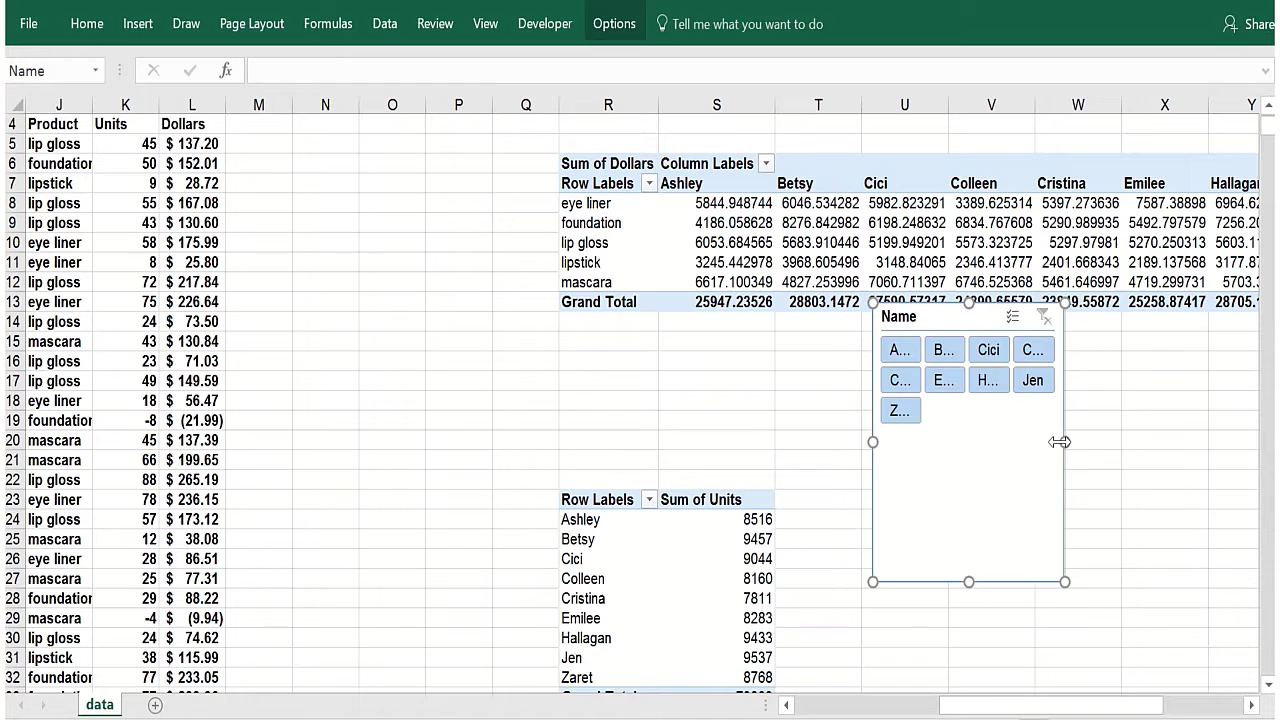 File Home Insert Draw Page Layout Formulas Data Review View Developer Options Tell me what you want to do Share
Name fx
J K L M N O P Q R S T U V W X Y
4 Product Units Dollars
5 lip gloss 45 $ 137.20
6 foundation 50 $ 152.01 Sum of Dollars Column Labels
7 lipstick 9 $ 28.72 Row Labels Ashley Betsy Cici Colleen Cristina Emilee Hallagan
8 lip gloss 55 $ 167.08 eye liner 5844.948744 6046.534282 5982.823291 3389.625314 5397.273636 7587.38898 6964.62
9 lip gloss 43 $ 130.60 foundation 4186.058628 8276.842982 6198.248632 6834.767608 5290.989935 5492.797579 7256.20
10 eye liner 58 $ 175.99 lip gloss 6053.684565 5683.910446 5199.949201 5573.323725 5297.97981 5270.250313 5603.1
11 eye liner 8 $ 25.80 lipstick 3245.442978 3968.605496 3148.84065 2346.413777 2401.668343 2189.137568 3177.8
12 lip gloss 72 $ 217.84 mascara 6617.100349 4827.253996 7060.711397 6746.525368 5461.646997 4719.299731 5703.
13 eye liner 75 $ 226.64 Grand Total 25947.23526 28803.1472 25258.87417 28705.
14 lip gloss 24 $ 73.50 Name
15 mascara 43 $ 130.84
16 lip gloss 23 $ 71.03 A... B... Cici C...
17 lip gloss 49 $ 149.59 C... E... H... Jen
18 eye liner 18 $ 56.47 Z...
19 foundation -8 $ (21.99)
20 mascara 45 $ 137.39
21 mascara 66 $ 199.65
22 lip gloss 88 $ 265.19
23 eye liner 78 $ 236.15 Row Labels Sum of Units
24 lip gloss 57 $ 173.12 Ashley 8516
25 mascara 12 $ 38.08 Betsy 9457
26 eye liner 28 $ 86.51 Cici 9044
27 mascara 25 $ 77.31 Colleen 8160
28 foundation 29 $ 88.22 Cristina 7811
29 mascara -4 $ (9.94) Emilee 8283
30 lip gloss 24 $ 74.62 Hallagan 9433
31 lipstick 38 $ 115.99 Jen 9537
32 foundation 77 $ 233.05 Zaret 8768
data